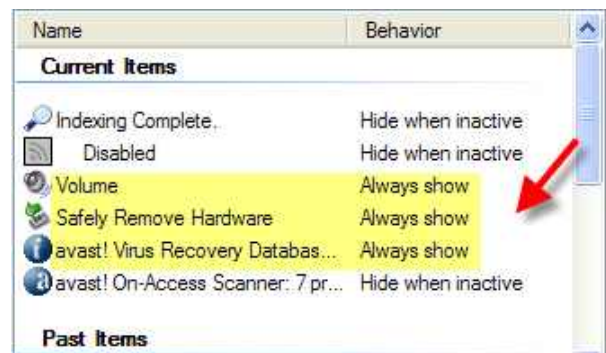 Name Behavior
Current Items
Indexing Complete. Hide when inactive
Disabled Hide when inactive
Volume Always show
Safely Remove Hardware Always show
avast! Virus Recovery Databas... Always show
avast! On-Access Scanner: 7 pr... Hide when inactive
Past Items